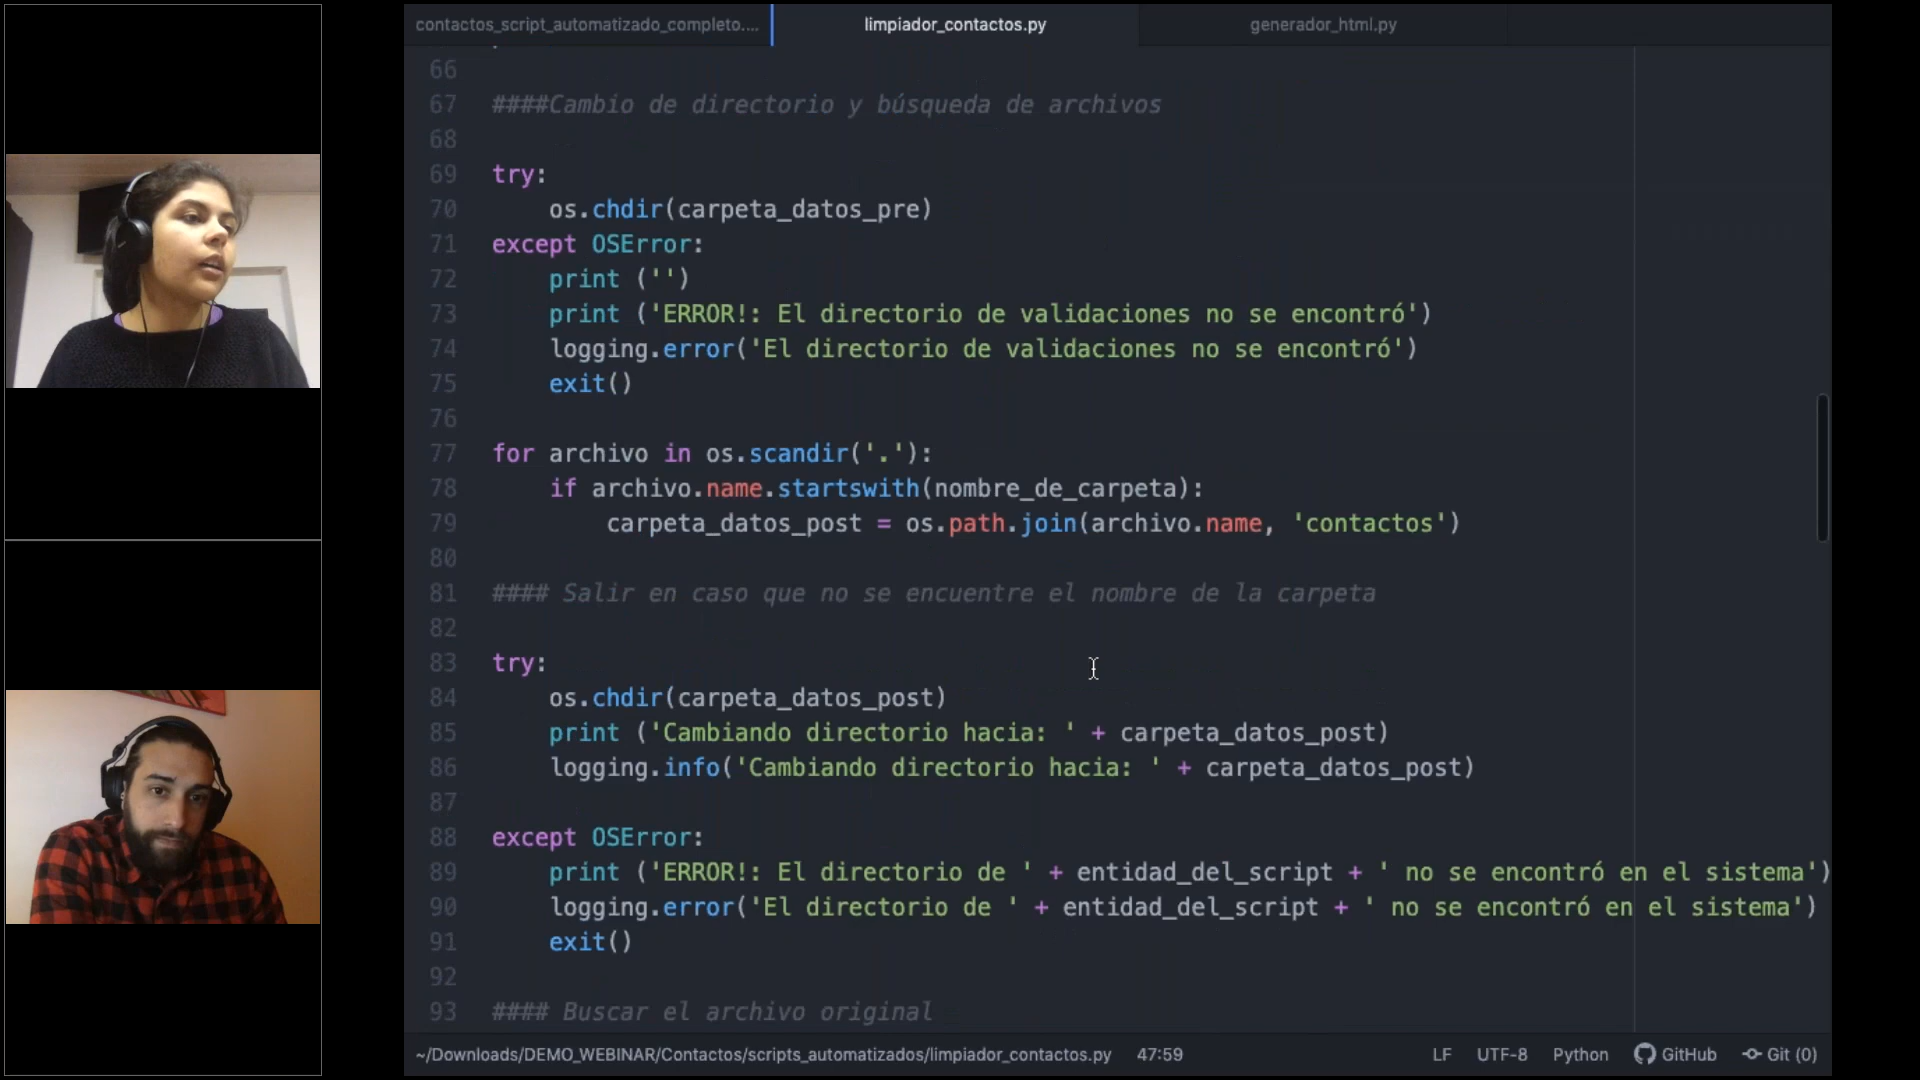 contactos_script_automatizado_completo.... limpiador_contactos.py generador_html.py
66
67 ####Cambio de directorio y búsqueda de archivos
68
69 try:
70 os.chdir(carpeta_datos_pre)
71 except OSError:
72 print ('')
73 print ('ERROR!: El directorio de validaciones no se encontró')
74 logging.error('El directorio de validaciones no se encontró')
75 exit()
76
77 for archivo in os.scandir('.'):
78 if archivo.name.startswith(nombre_de_carpeta):
79 carpeta_datos_post = os.path.join(archivo.name, 'contactos')
80
81 #### Salir en caso que no se encuentre el nombre de la carpeta
82
83 try:
84 os.chdir(carpeta_datos_post)
85 print ('Cambiando directorio hacia: ' + carpeta_datos_post)
86 logging.info('Cambiando directorio hacia: ' + carpeta_datos_post)
87
88 except OSError:
89 print ('ERROR!: El directorio de ' + entidad_del_script + ' no se encontró en el sistema')
90 logging.error('El directorio de ' + entidad_del_script + ' no se encontró en el sistema')
91 exit()
92
93 #### Buscar el archivo original
~/Downloads/DEMO_WEBINAR/Contactos/scripts_automatizados/limpiador_contactos.py 47:59 LF UTF-8 Python GitHub Git (0)